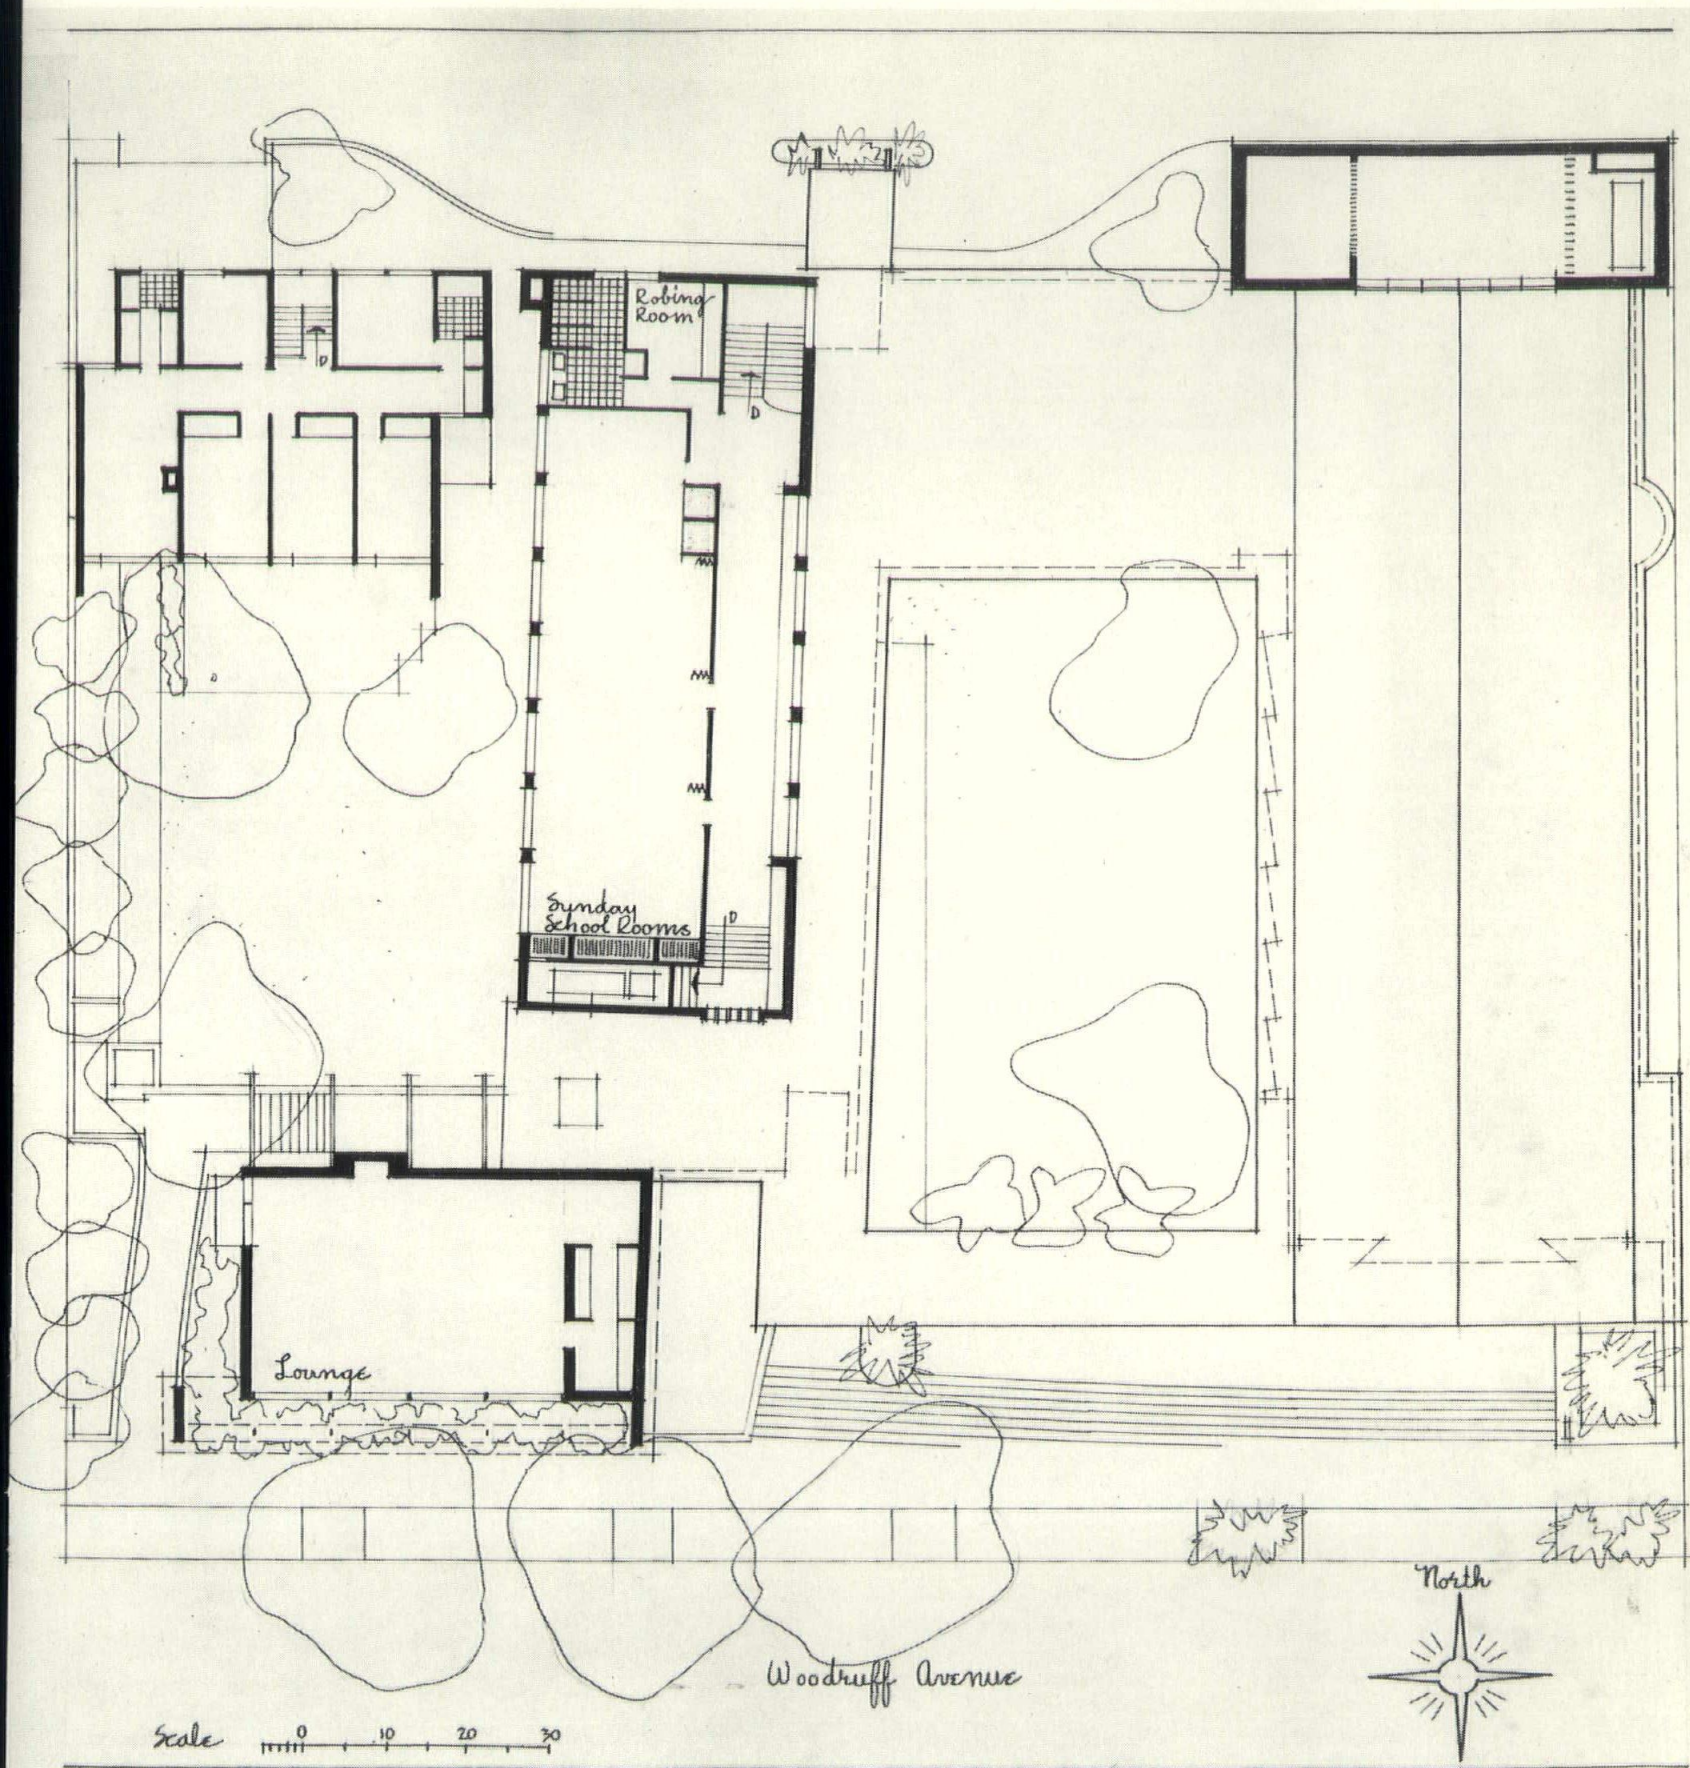 Robing
Room
D
D
Sunday
School Rooms
D
Lounge
North
Woodruff Avenue
Scale 0 10 20 30